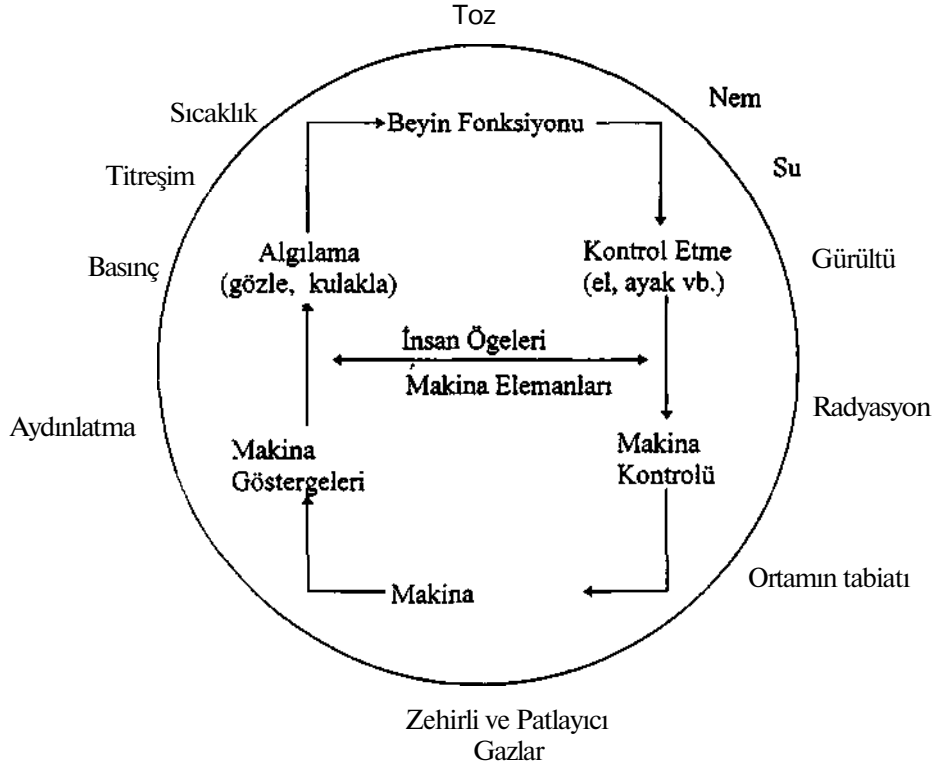 Toz
Sıcaklık
Nem
Beyin Fonksiyonu
Titreşim
Su
Basınç
Algılama
(gözle, kulakla)
Kontrol Etme
(el, ayak vb.)
Gürültü
İnsan Ögeleri
Makina Elemanları
Aydınlatma
Radyasyon
Makina
Göstergeleri
Makina
Kontrolü
Makina
Ortamın tabiatı
Zehirli ve Patlayıcı
Gazlar